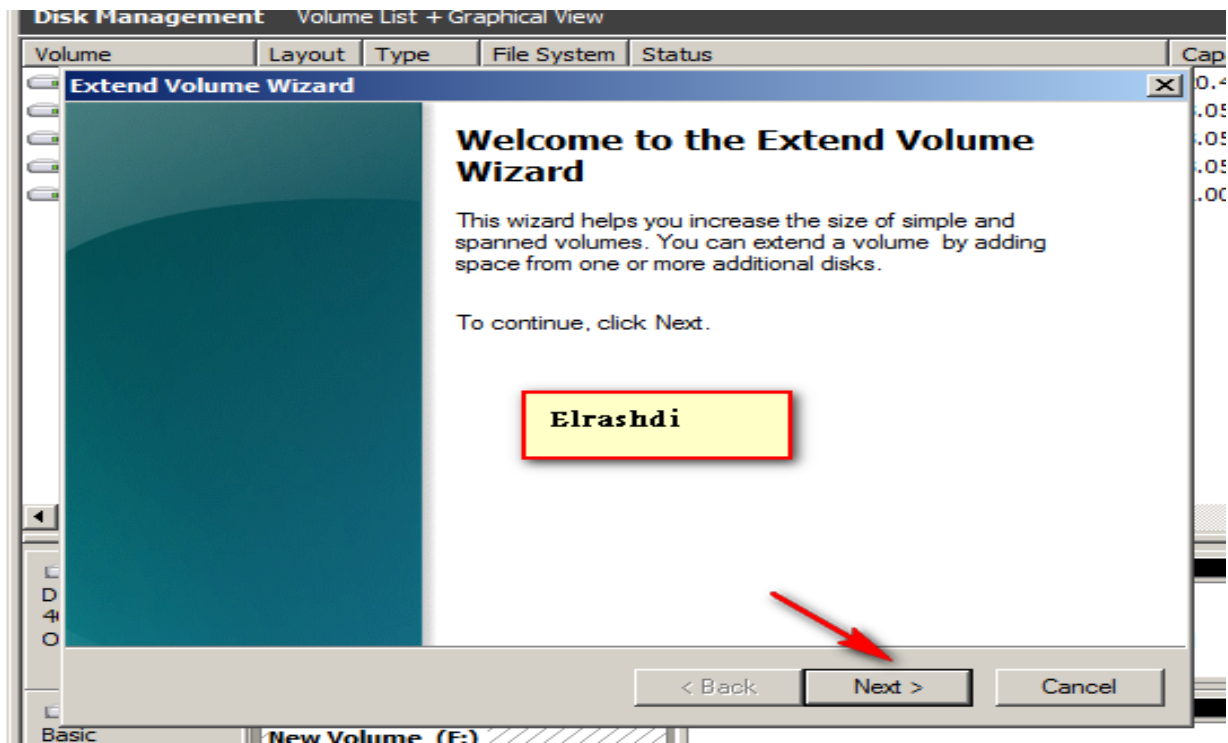 Disk Management Volume List + Graphical View
Volume Layout Type File System Status
Extend Volume Wizard
Welcome to the Extend Volume
Wizard
This wizard helps you increase the size of simple and
spanned volumes. You can extend a volume by adding
space from one or more additional disks.
To continue, click Next.
Elrashdi
< Back Next > Cancel
Basic New Volume (E:)